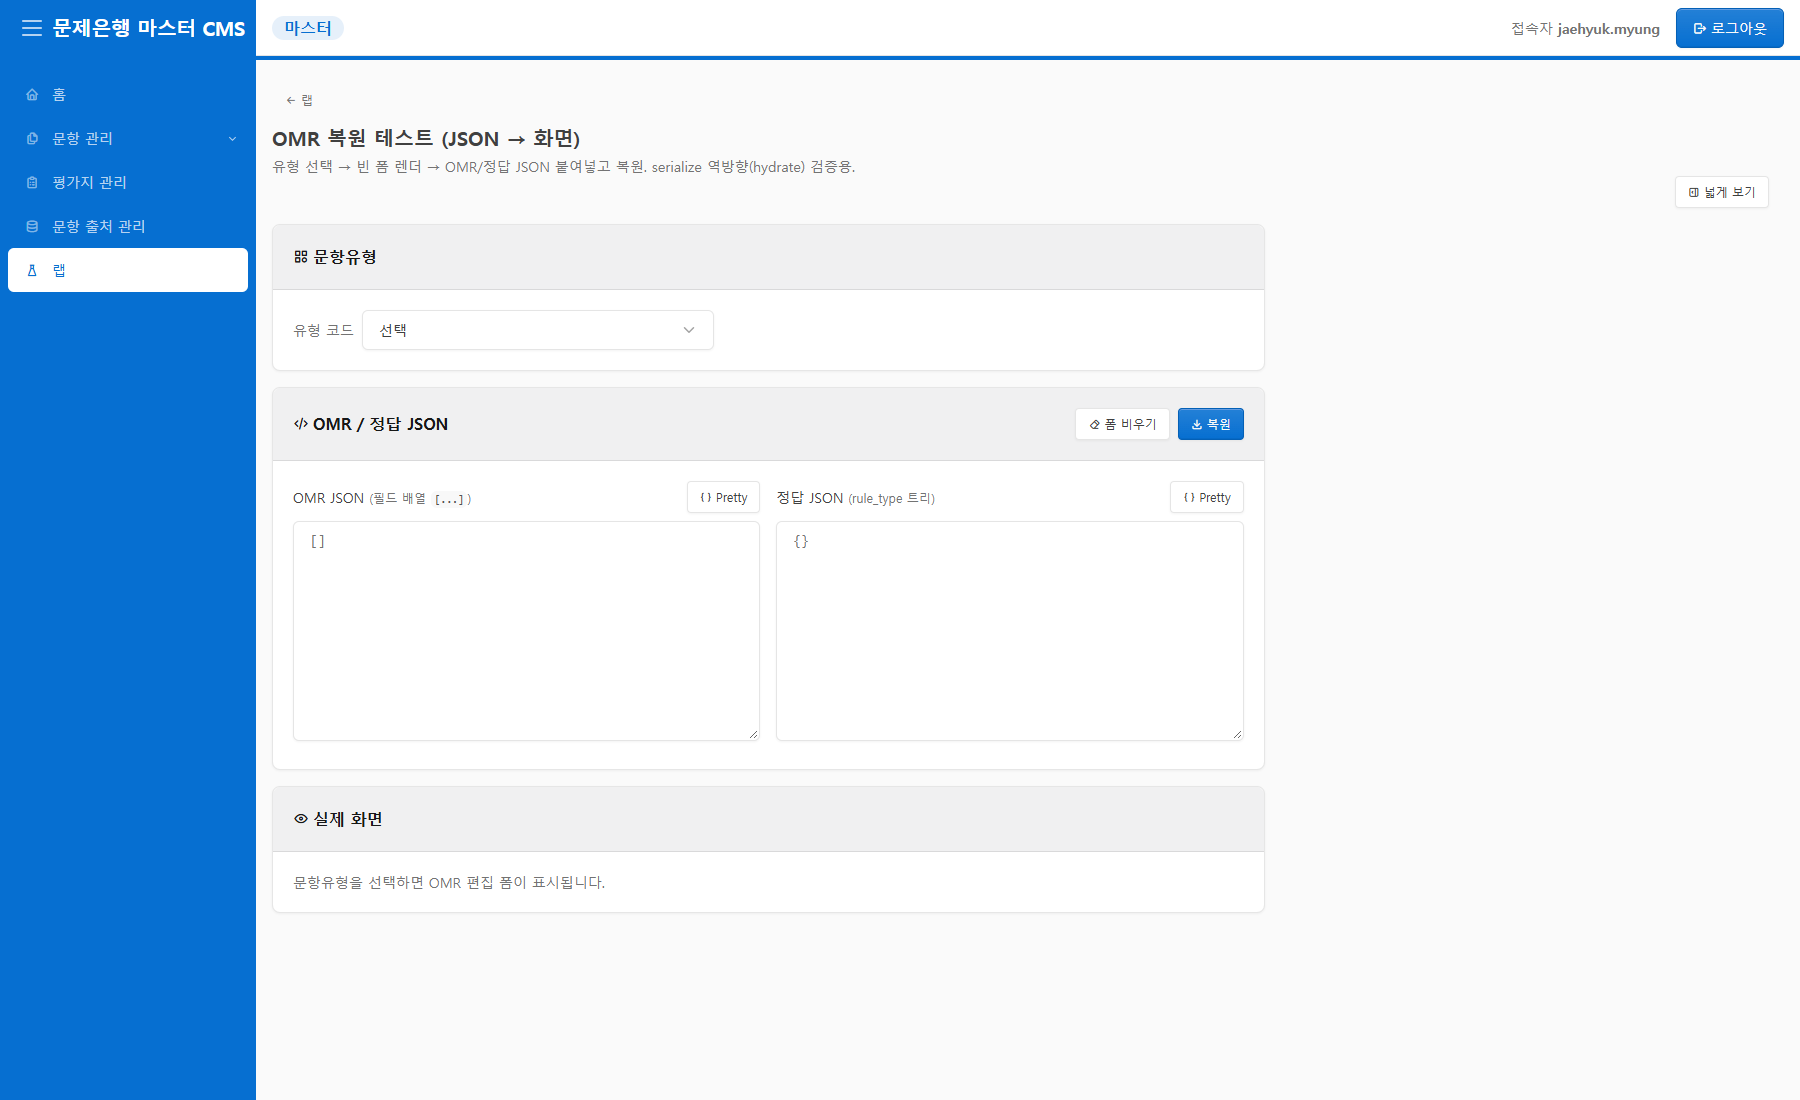 문제은행 마스터 CMS
마스터
접속자 jaehyuk.myung
로그아웃
홈
문항 관리
평가지 관리
문항 출처 관리
랩
← 랩
OMR 복원 테스트 (JSON → 화면)
유형 선택 → 빈 폼 렌더 → OMR/정답 JSON 붙여넣고 복원. serialize 역방향(hydrate) 검증용.
넓게 보기
문항유형
유형 코드
선택
OMR / 정답 JSON
폼 비우기
복원
OMR JSON (필드 배열 [...])
Pretty
정답 JSON (rule_type 트리)
Pretty
[]
{}
실제 화면
문항유형을 선택하면 OMR 편집 폼이 표시됩니다.